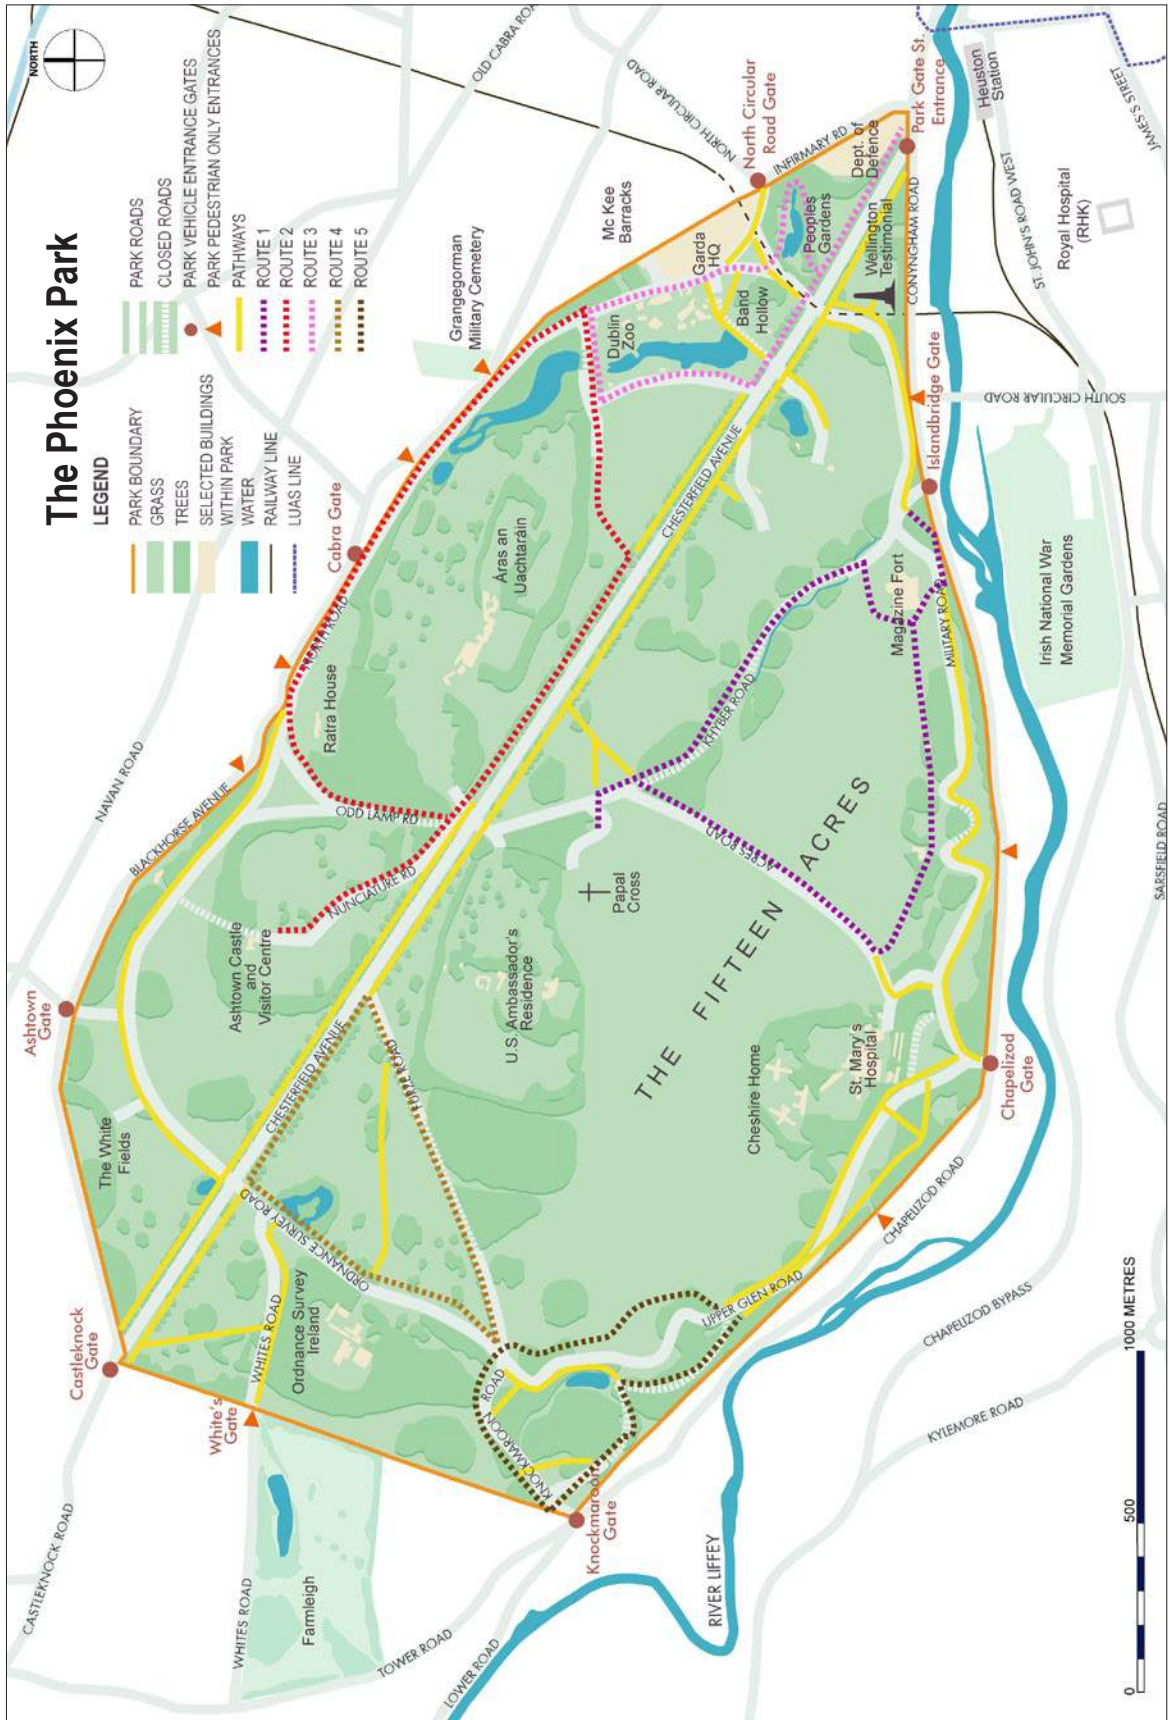 The Phoenix Park
NORTH
LEGEND
PARK BOUNDARY
GRASS
TREES
SELECTED BUILDINGS
WITHIN PARK
WATER
RAILWAY LINE
LUAS LINE
PARK ROADS
CLOSED ROADS
PARK VEHICLE ENTRANCE GATES
PARK PEDESTRIAN ONLY ENTRANCES
PATHWAYS
ROUTE 1
ROUTE 2
ROUTE 3
ROUTE 4
ROUTE 5
CASTLEKNOCK ROAD
Castleknock
Gate
The White
Fields
Ashtown
Gate
BLACKHORSE AVENUE
NAVAN ROAD
Cabra Gate
NORTH ROAD
Grangegorman
Military Cemetery
OLD CABRA ROAD
NORTH CIRCULAR ROAD
NORTH CIRCULAR ROAD
North Circular
Road Gate
Mc Kee
Barracks
INFIRMARY RD
WHITES ROAD
White's
Gate
WHITES ROAD
Farmleigh
TOWER ROAD
Ordnance Survey
Ireland
ORDNANCE SURVEY ROAD
CHESTERFIELD AVENUE
Ashtown Castle
and
Visitor Centre
NUNCIATURE RD
ODD LAMP RD
Ratra House
Áras an
Uachtaráin
Dublin
Zoo
Garda
HQ
Band
Hollow
Peoples
Gardens
Dept. of
Defence
Park Gate St.
Entrance
Wellington
Testimonial
CONYNGHAM ROAD
Heuston
Station
CHESTERFIELD AVENUE
FURZE ROAD
U.S. Ambassador's
Residence
Papal
Cross
KHYBER ROAD
ACRES ROAD
THE FIFTEEN ACRES
Magazine Fort
MILITARY ROAD
Islandbridge Gate
SOUTH CIRCULAR ROAD
ST. JOHN'S ROAD WEST
JAMES'S STREET
Royal Hospital
(RHK)
Irish National War
Memorial Gardens
KNOCKMAROON
ROAD
Knockmaroon
Gate
UPPER GLEN ROAD
Cheshire Home
St. Mary's
Hospital
Chapelizod
Gate
CHAPELIZOD ROAD
CHAPELIZOD BYPASS
KYLEMORE ROAD
SARSFIELD ROAD
RIVER LIFFEY
LOWER ROAD
0
500
1000 METRES